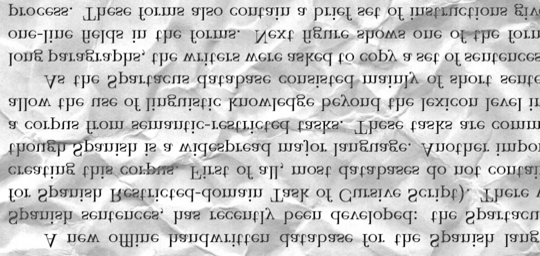 A new offline handwritten database for the Spanish lang
Spanish sentences, has recently been developed: the Spartacu
for Spanish Restricted-domain Task of Cursive Script). There
creating this corpus. First of all, most databases do not contai
though Spanish is a widespread major language. Another impor
a corpus from semantic-restricted tasks. These tasks are comm
allow the use of linguistic knowledge beyond the lexicon level in
As the Spartacus database consisted mainly of short sente
long paragraphs, the writers were asked to copy a set of sentences
one-line fields in the forms. Next figure shows one of the form
process. These forms also contain a brief set of instructions giv